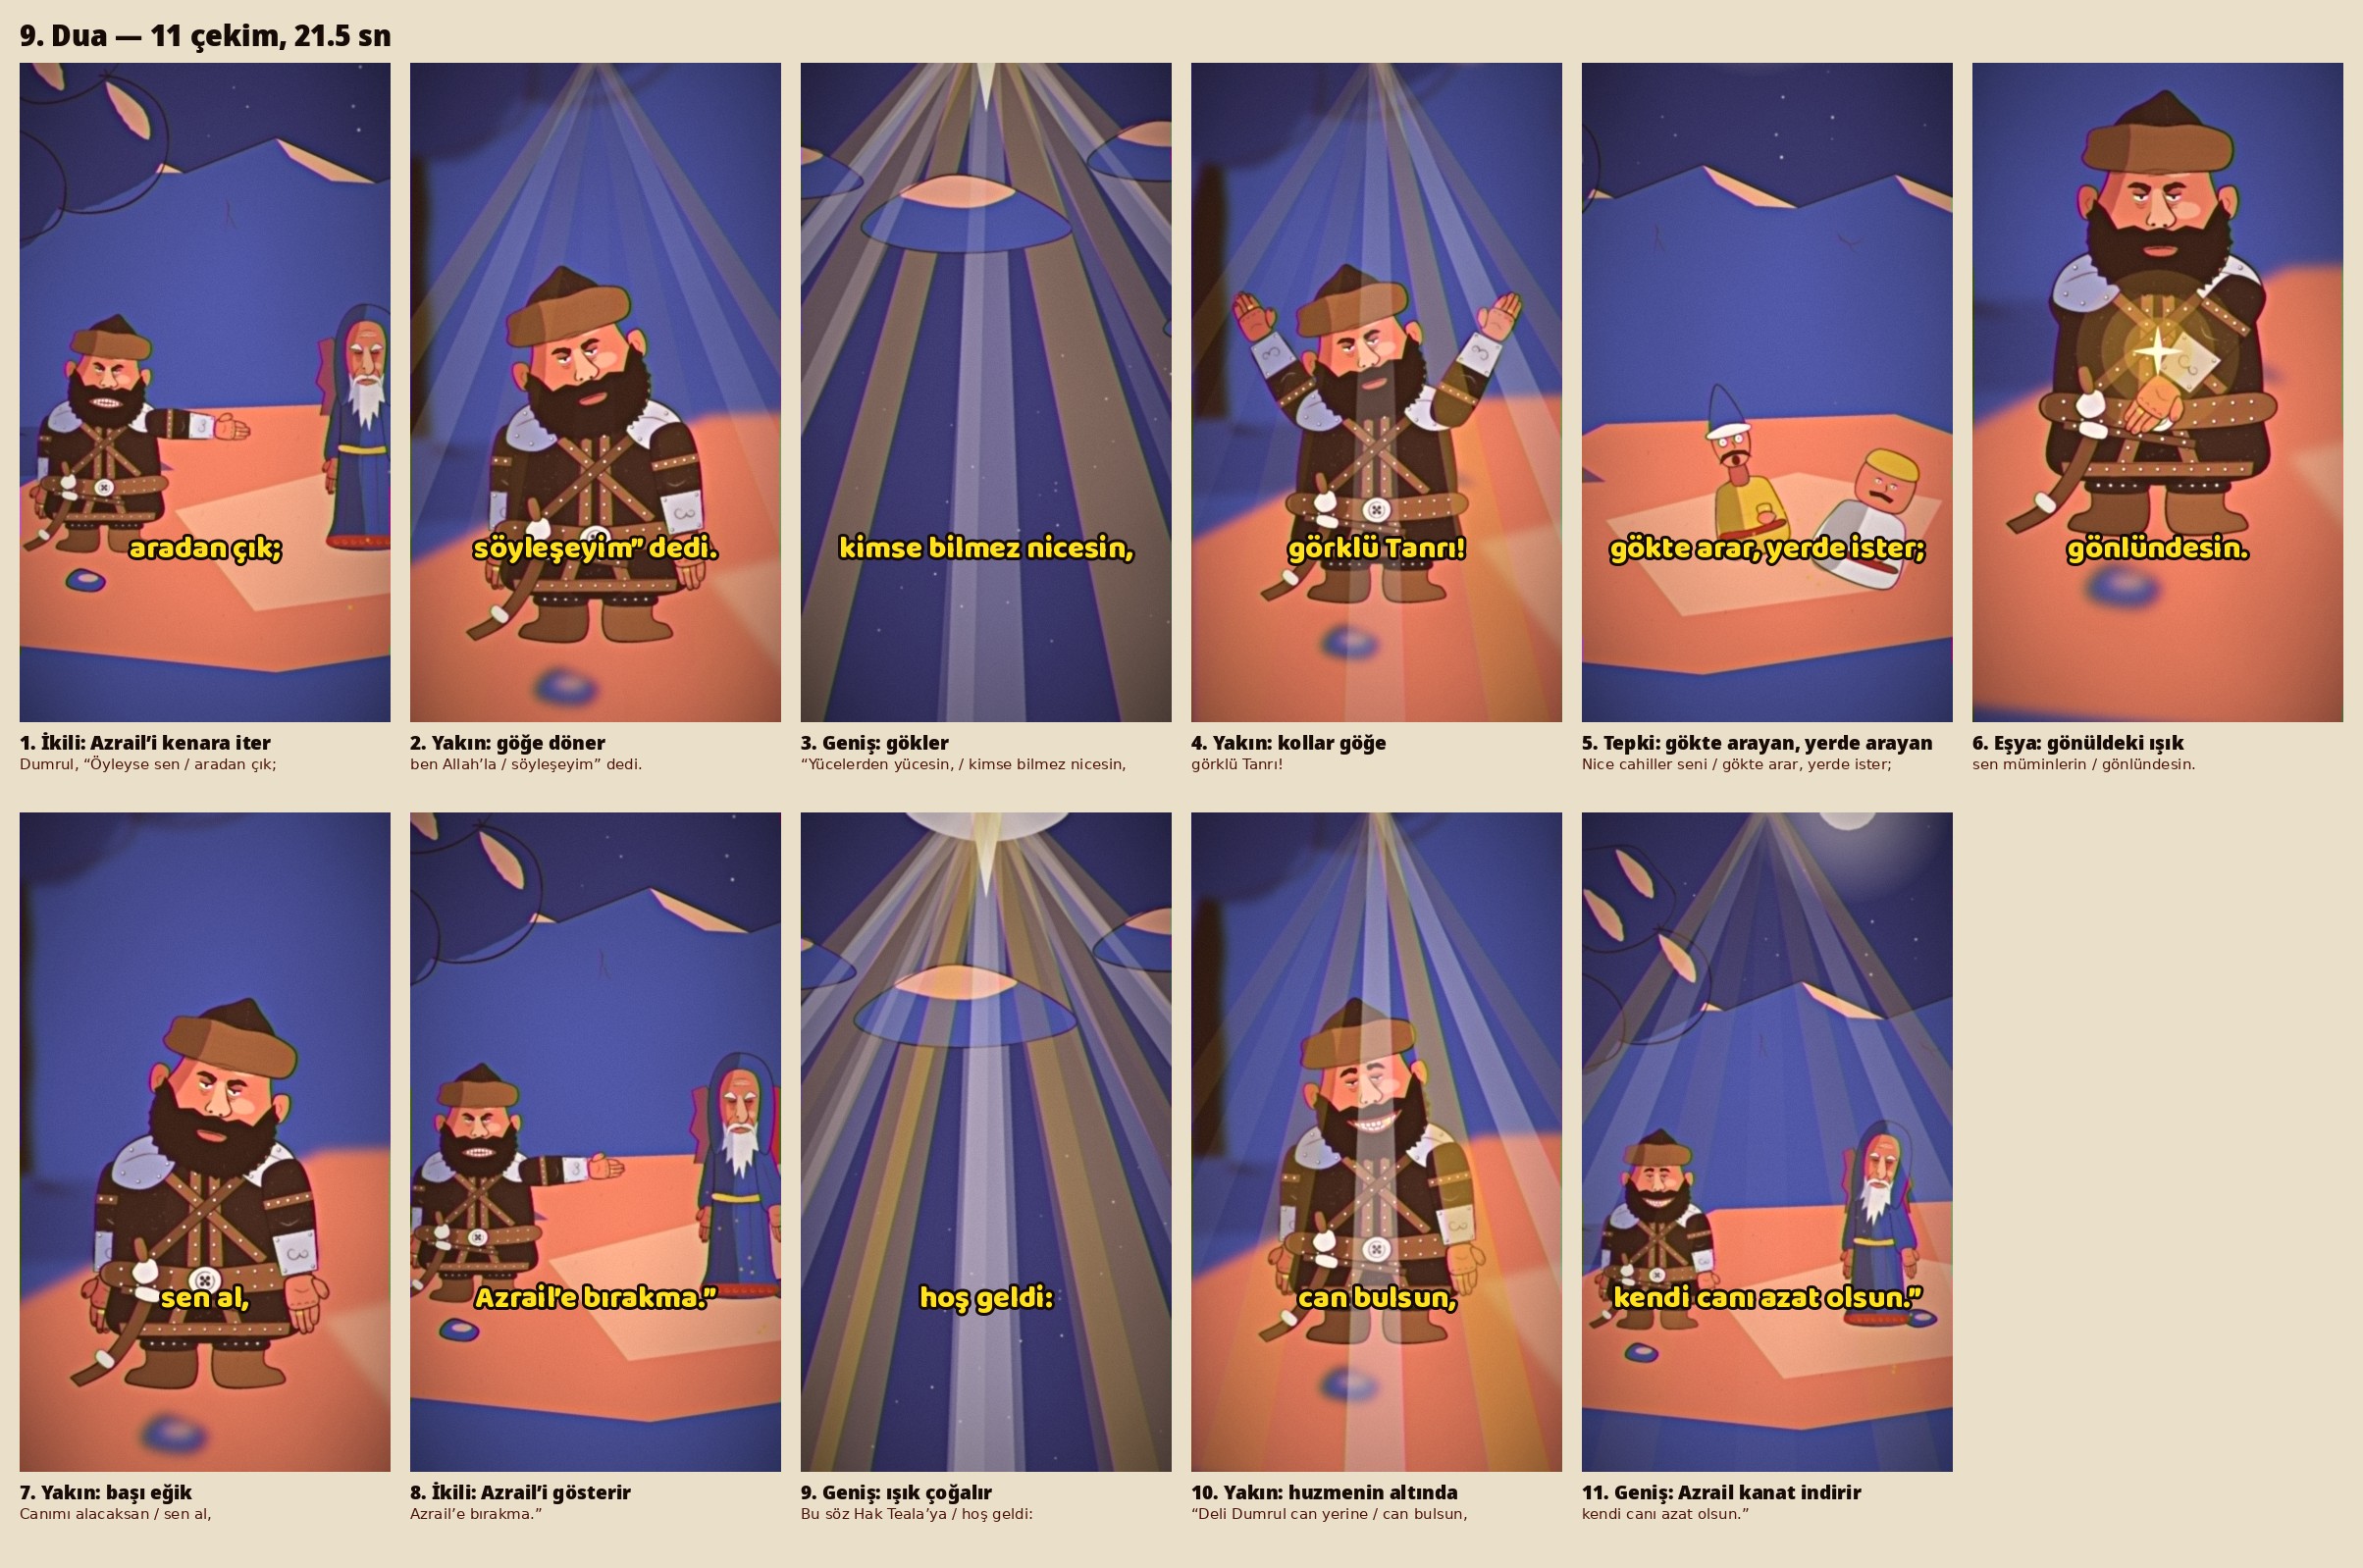 9. Dua — 11 çekim, 21.5 sn
aradan çık;
söyleşeyim” dedi.
kimse bilmez nicesin,
görklü Tanrı!
gökte arar, yerde ister;
gönlündesin.
1. İkili: Azrail’i kenara iter
Dumrul, “Öyleyse sen / aradan çık;
2. Yakın: göğe döner
ben Allah’la / söyleşeyim” dedi.
3. Geniş: gökler
“Yücelerden yücesin, / kimse bilmez nicesin,
4. Yakın: kollar göğe
görklü Tanrı!
5. Tepki: gökte arayan, yerde arayan
Nice cahiller seni / gökte arar, yerde ister;
6. Eşya: gönüldeki ışık
sen müminlerin / gönlündesin.
sen al,
Azrail’e bırakma.”
hoş geldi:
can bulsun,
kendi canı azat olsun.”
7. Yakın: başı eğik
Canımı alacaksan / sen al,
8. İkili: Azrail’i gösterir
Azrail’e bırakma.”
9. Geniş: ışık çoğalır
Bu söz Hak Teala’ya / hoş geldi:
10. Yakın: huzmenin altında
“Deli Dumrul can yerine / can bulsun,
11. Geniş: Azrail kanat indirir
kendi canı azat olsun.”